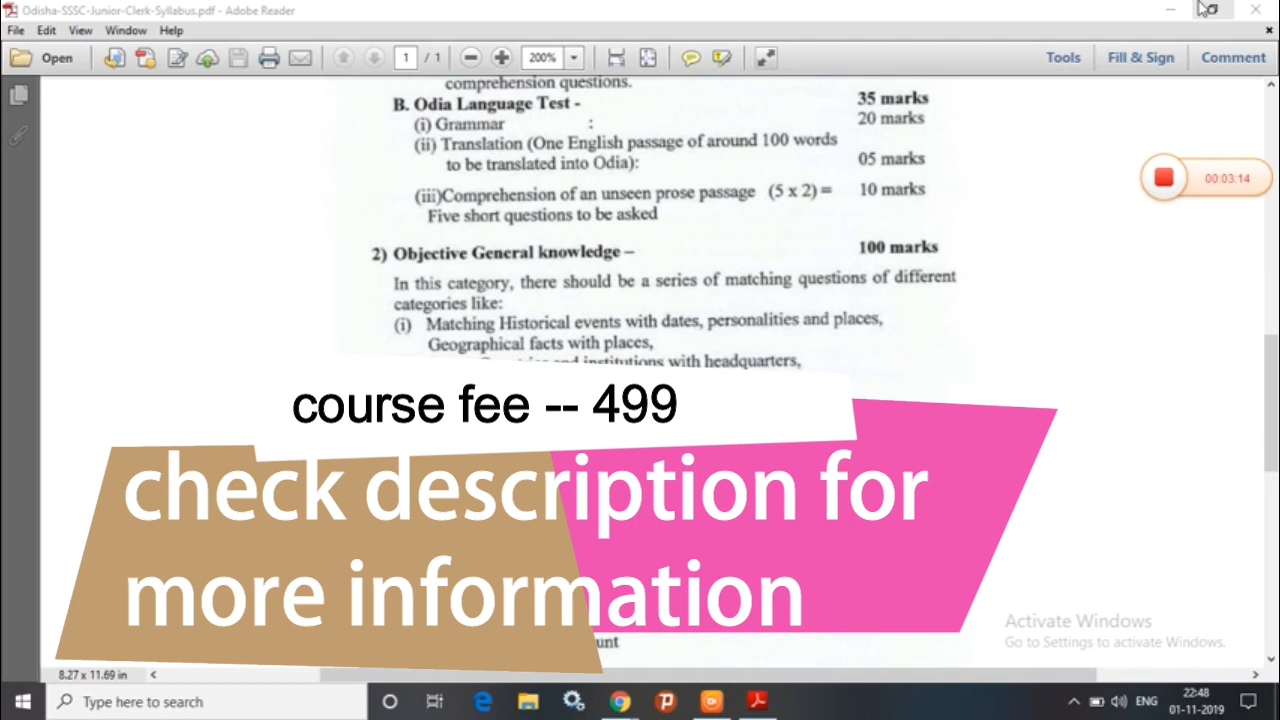 Odisha-SSSC-Junior-Clerk-Syllabus.pdf - Adobe Reader
File Edit View Window Help
Open 1 / 1 200% Tools Fill & Sign Comment
comprehension questions.
B. Odia Language Test - 35 marks
(i) Grammar : 20 marks
(ii) Translation (One English passage of around 100 words
to be translated into Odia): 05 marks
00:03:14
(iii)Comprehension of an unseen prose passage (5 x 2) = 10 marks
Five short questions to be asked
2) Objective General knowledge – 100 marks
In this category, there should be a series of matching questions of different
categories like:
(i) Matching Historical events with dates, personalities and places,
Geographical facts with places,
and institutions with headquarters,
course fee -- 499
check description for
more information
Activate Windows
Go to Settings to activate Windows.
8.27 x 11.69 in
Type here to search
ENG
22:48
01-11-2019